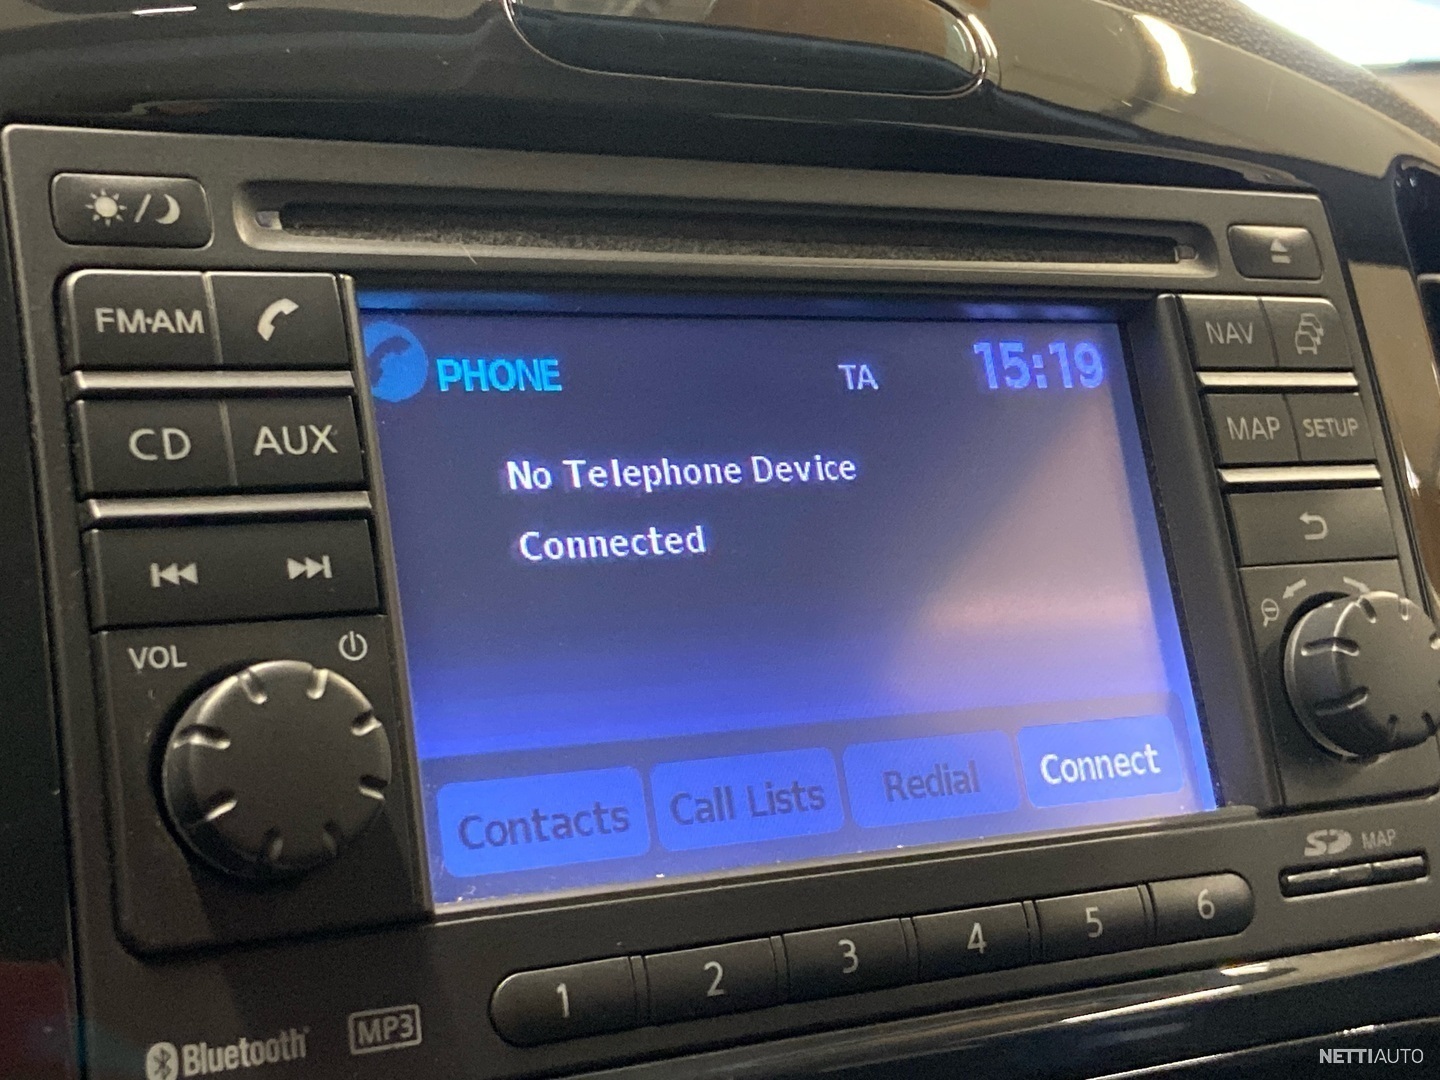 FM·AM
CD
AUX
VOL
PHONE
TA
15:19
No Telephone Device
Connected
Contacts
Call Lists
Redial
Connect
NAV
MAP
SETUP
SD MAP
1 2 3 4 5 6
Bluetooth
MP3
NETTIAUTO